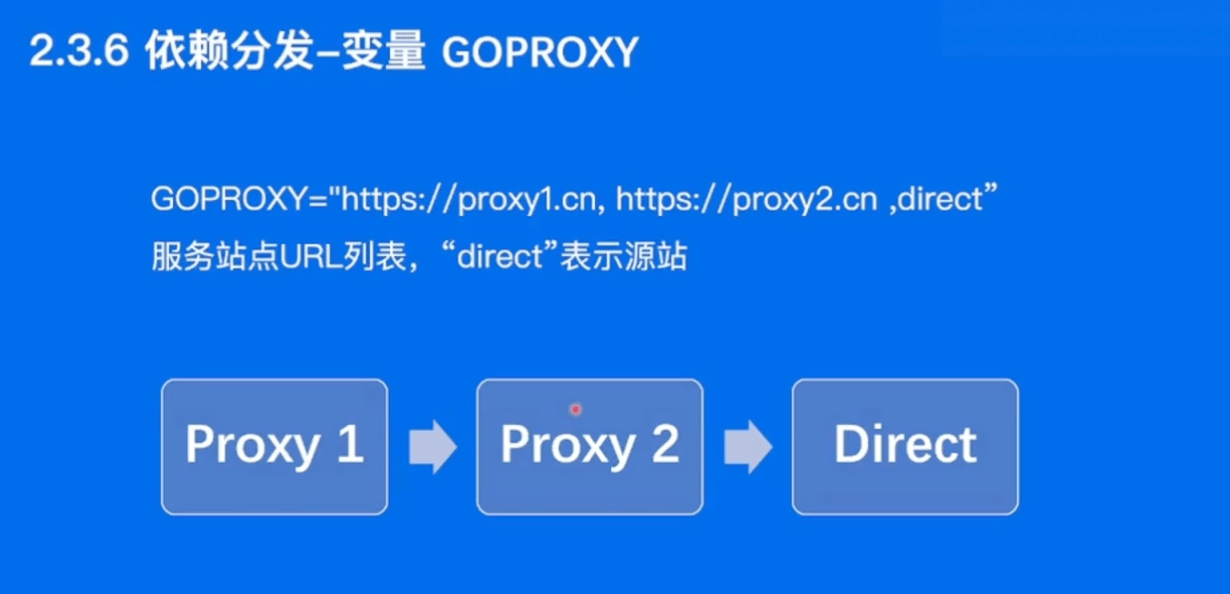 2.3.6 依赖分发-变量 GOPROXY
GOPROXY="https://proxy1.cn, https://proxy2.cn ,direct”
服务站点URL列表，“direct”表示源站
Proxy 1
Proxy 2
Direct